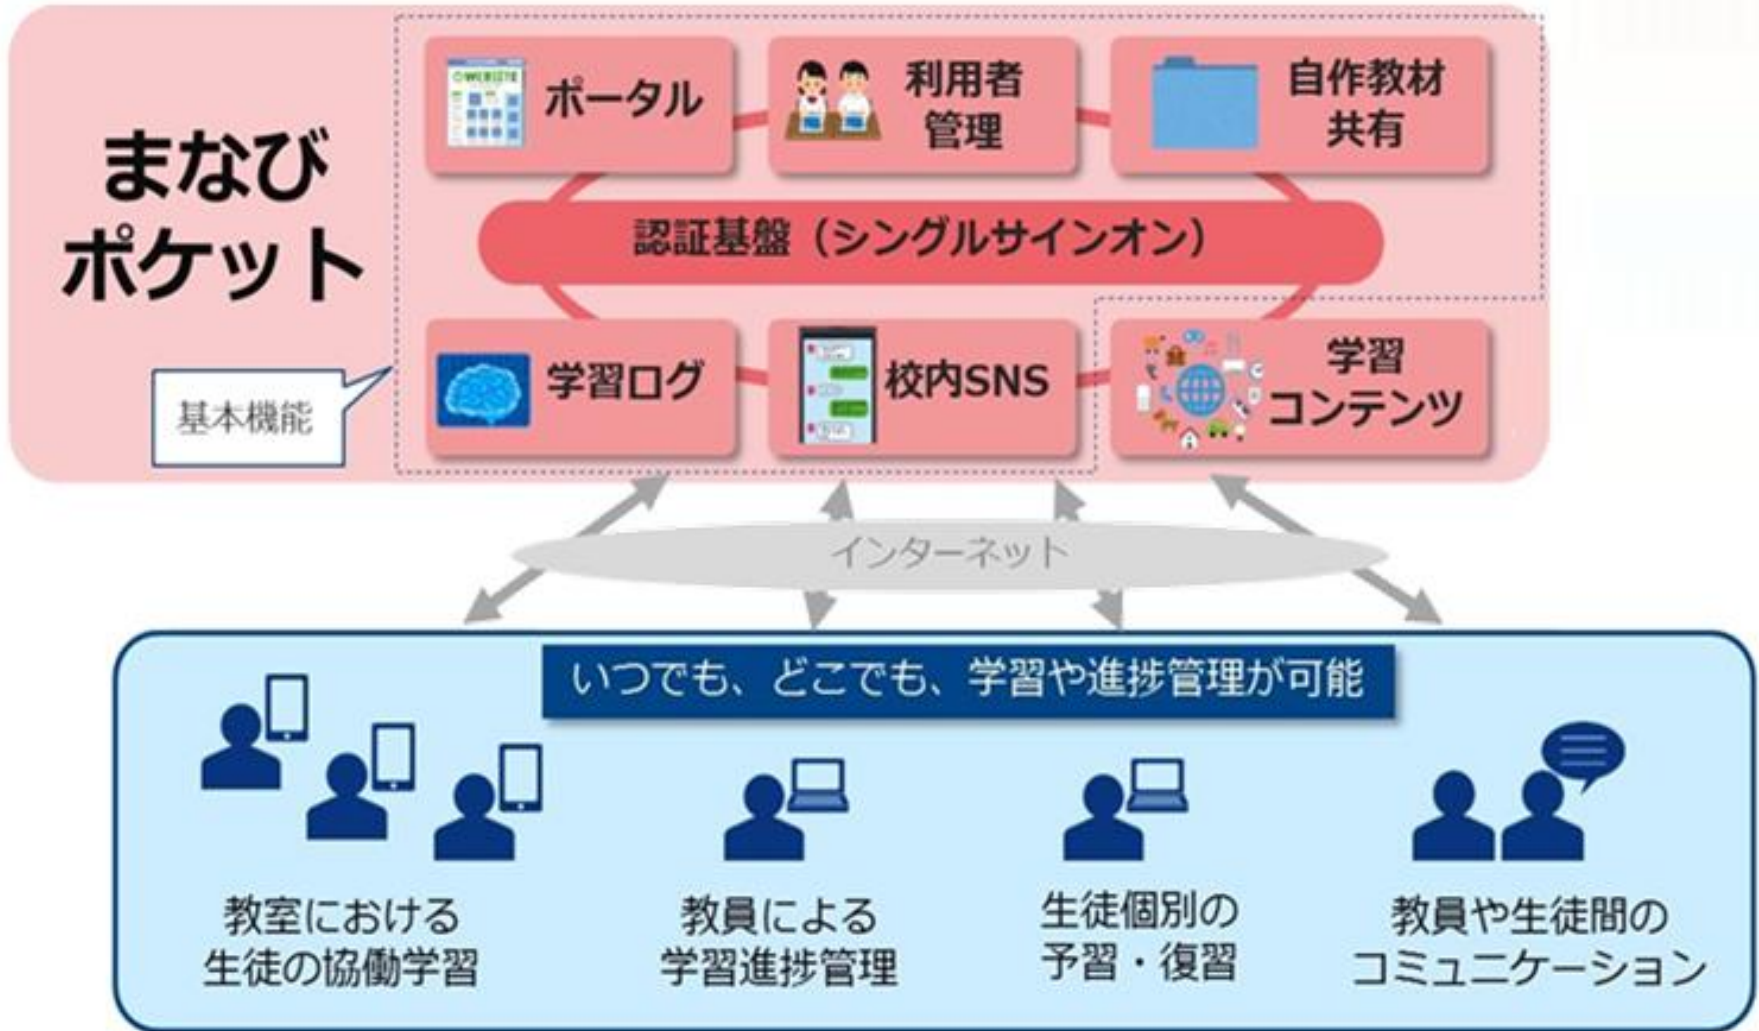 まなび
ポケット
ポータル
利用者
管理
自作教材
共有
認証基盤（シングルサインオン）
学習ログ
校内SNS
学習
コンテンツ
基本機能
インターネット
いつでも、どこでも、学習や進捗管理が可能
教室における
生徒の協働学習
教員による
学習進捗管理
生徒個別の
予習・復習
教員や生徒間の
コミュニケーション